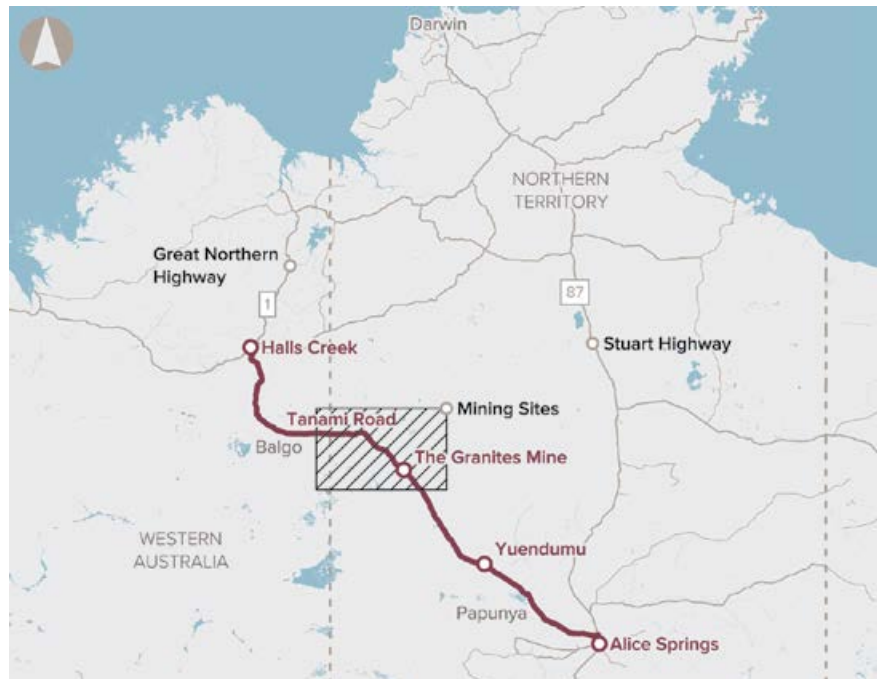 Darwin
NORTHERN
TERRITORY
Great Northern
Highway
1
87
Halls Creek
Stuart Highway
Tanami Road
Mining Sites
Balgo
The Granites Mine
WESTERN
AUSTRALIA
Yuendumu
Papunya
Alice Springs